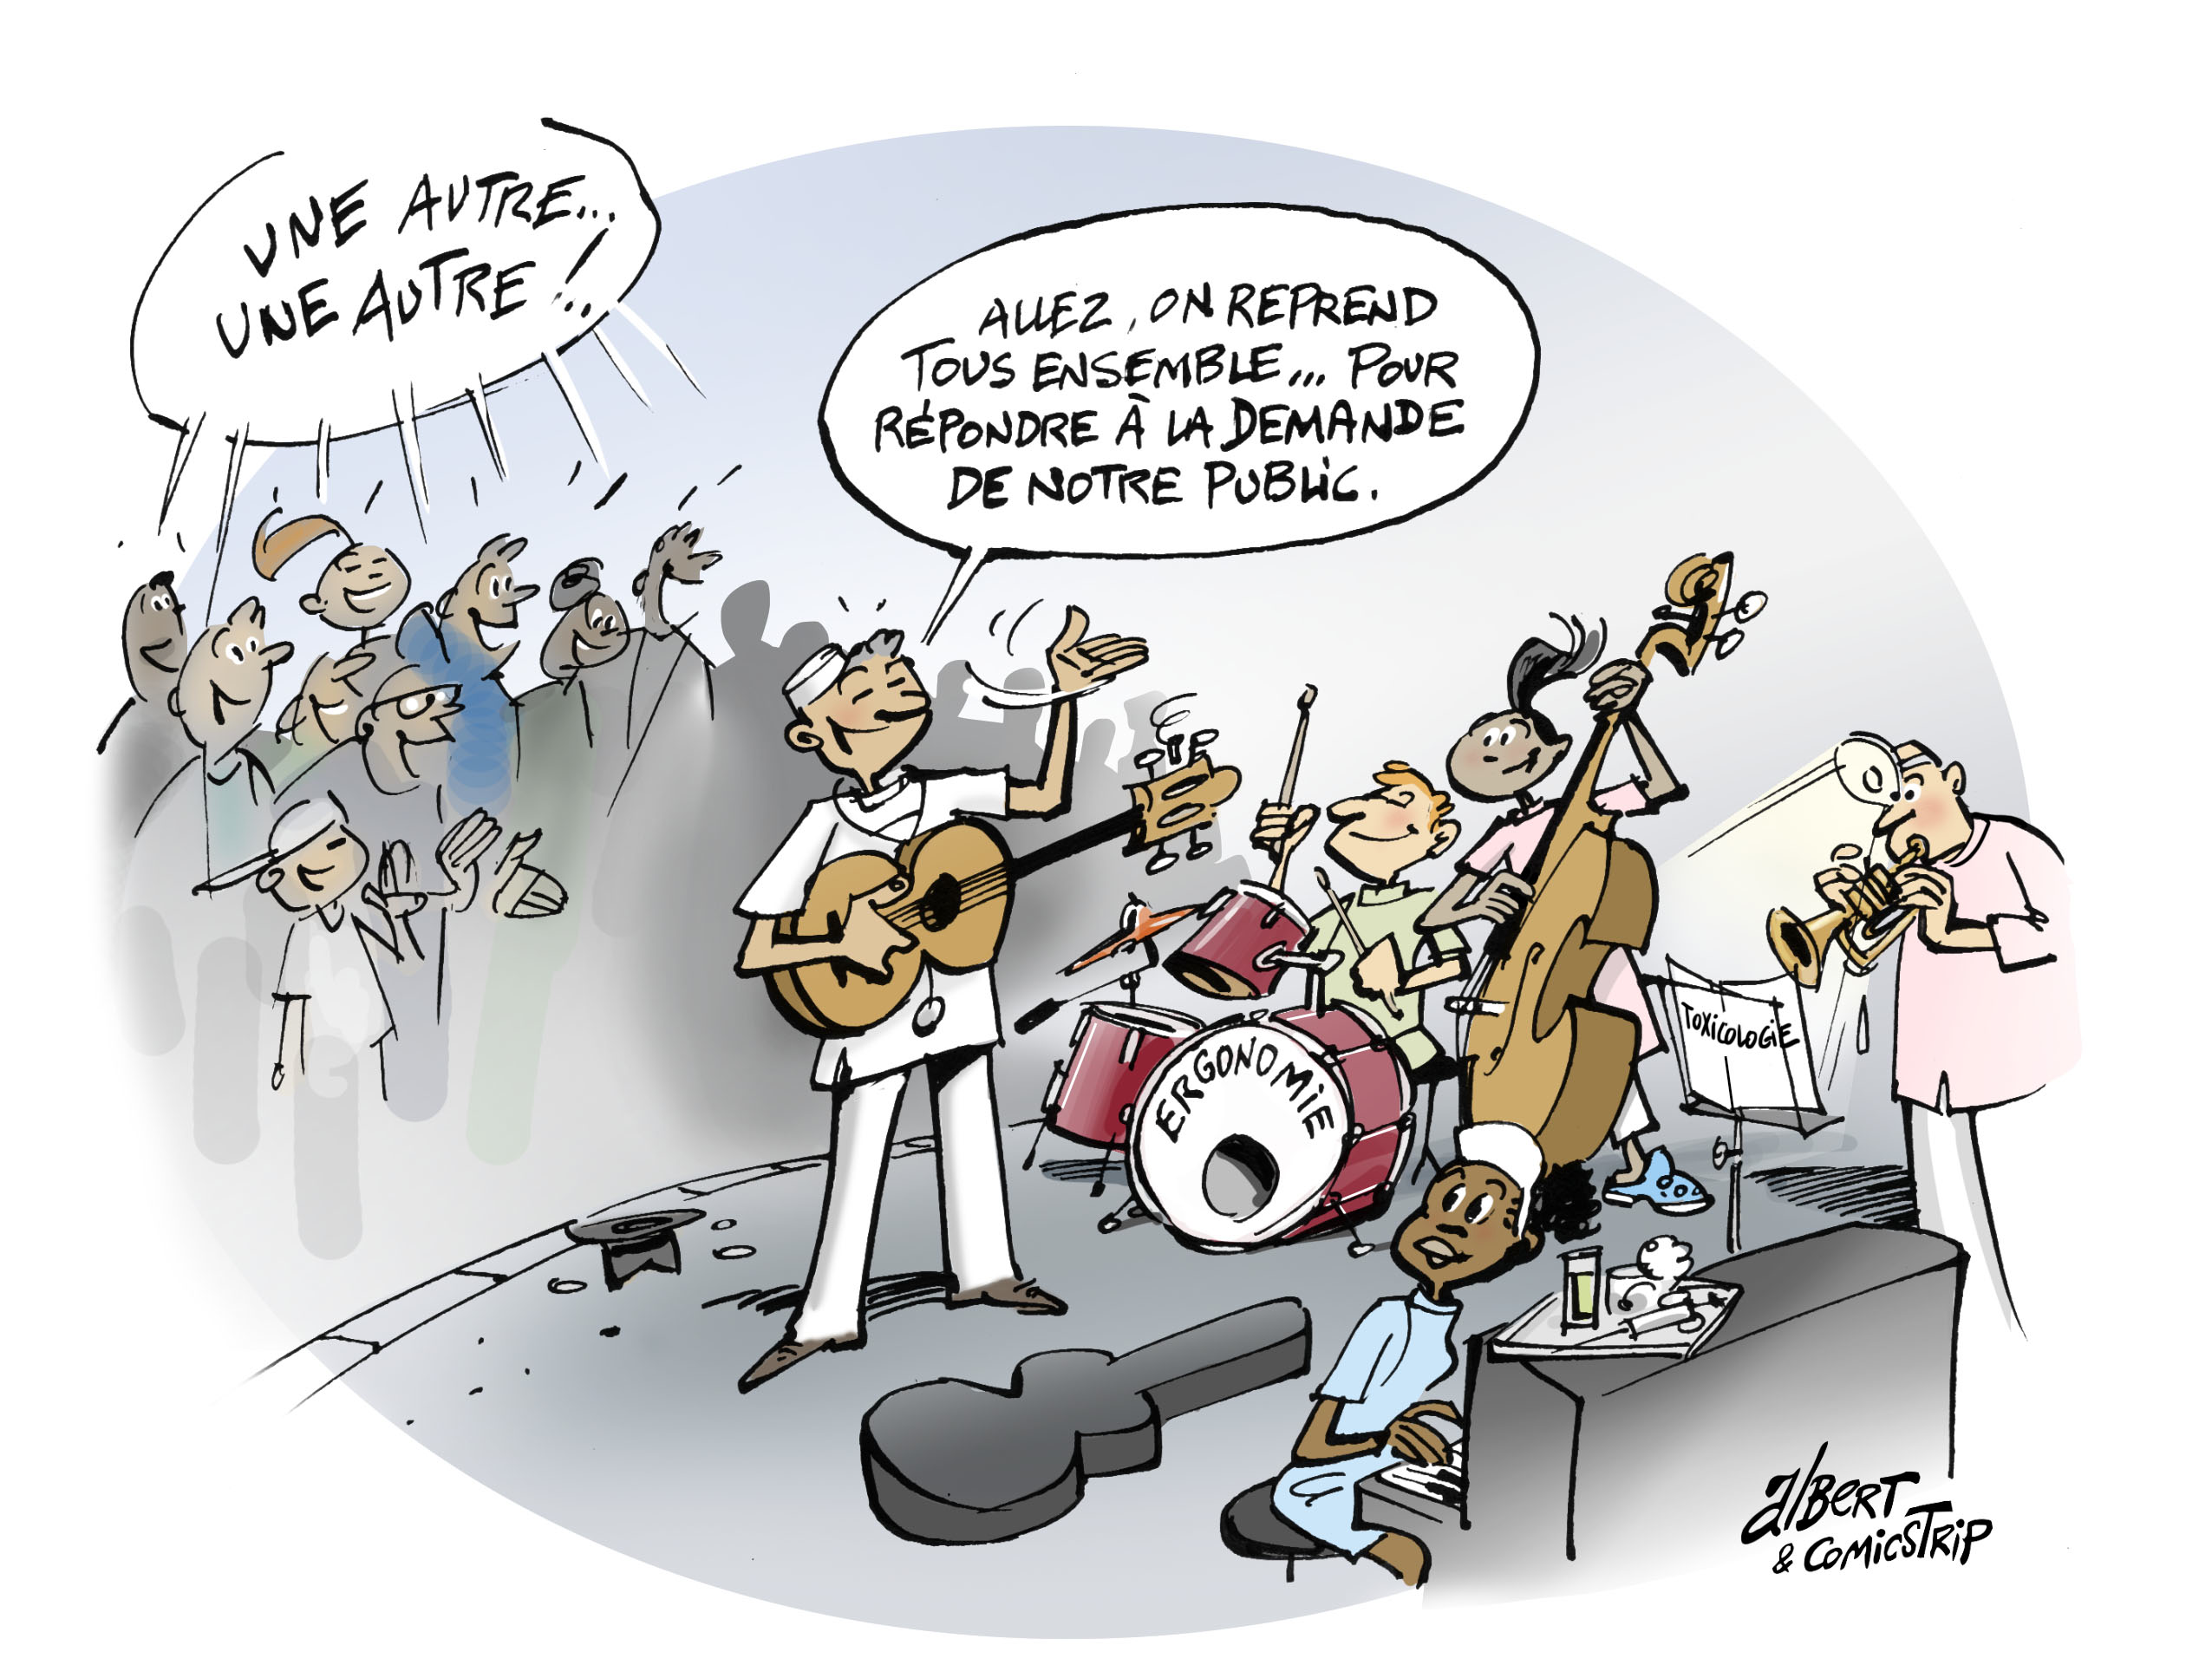 UNE AUTRE...
UNE AUTRE !..
ALLEZ, ON REPREND
TOUS ENSEMBLE... POUR
RÉPONDRE À LA DEMANDE
DE NOTRE PUBLIC.
TOXICOLOGIE
ERGONOMIE
alBERT
& COMICSTRIP